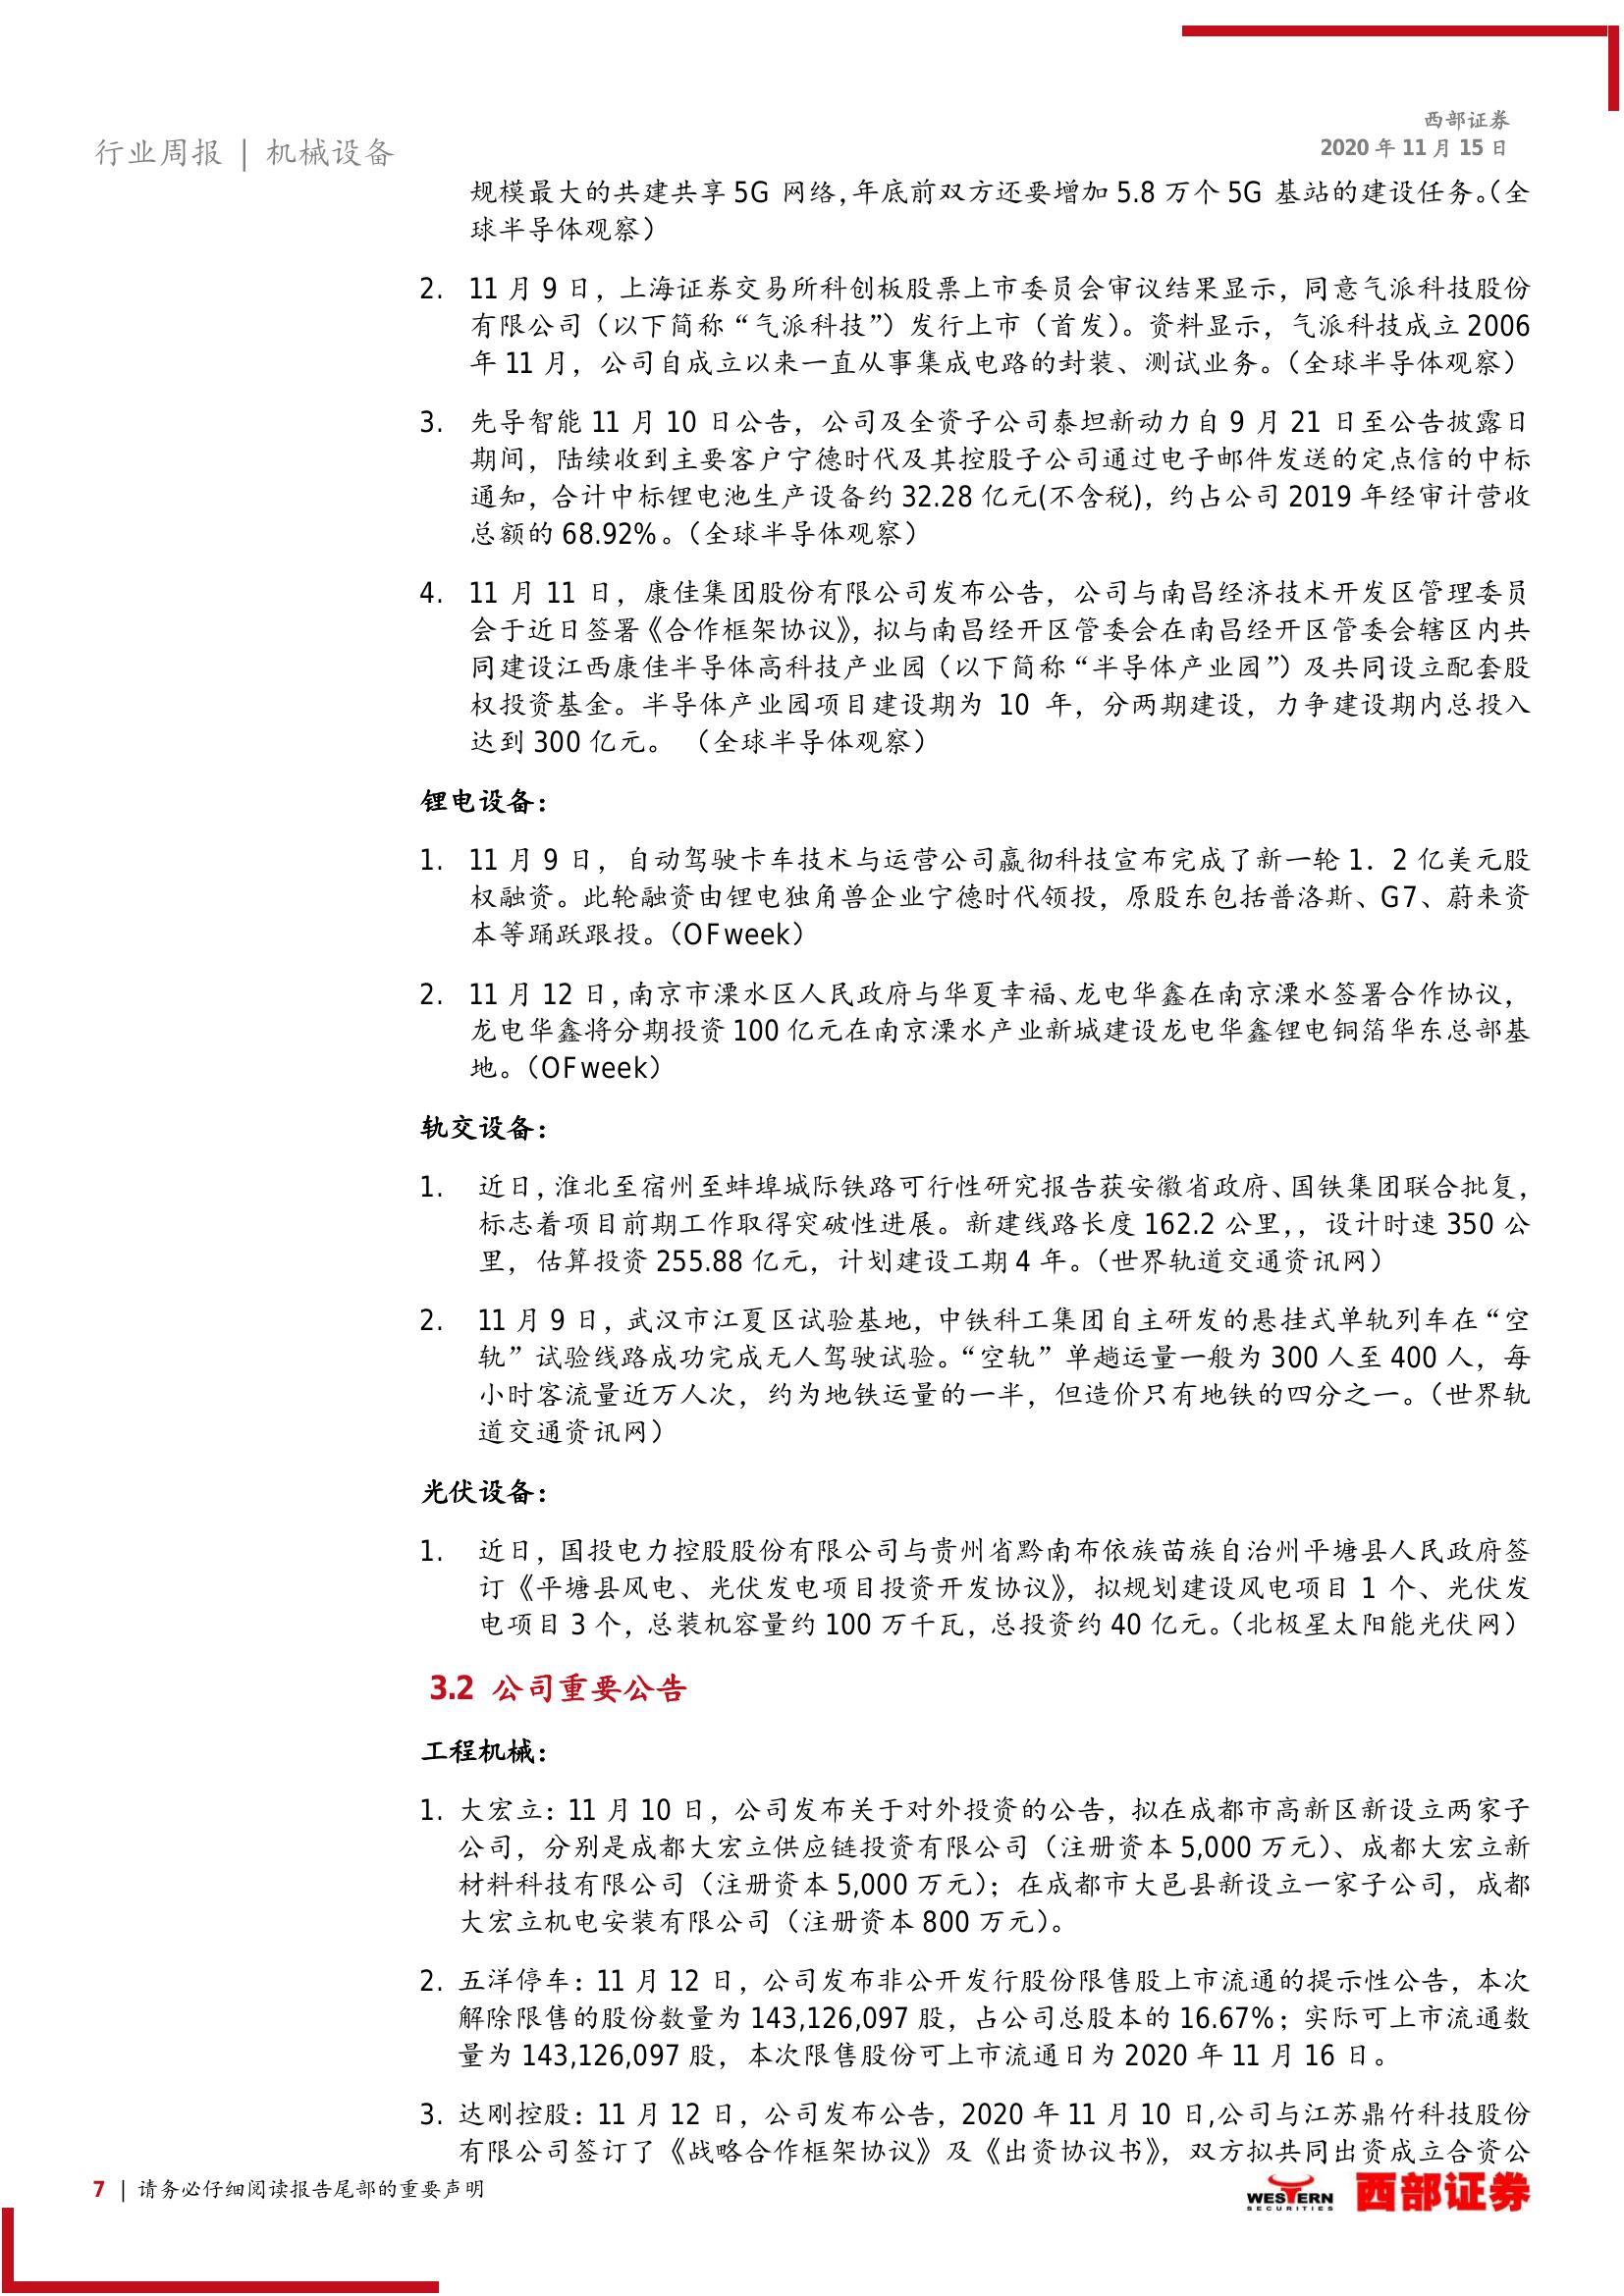 西部证券
2020 年 11 月 15 日
行业周报 | 机械设备
规模最大的共建共享 5G 网络，年底前双方还要增加 5.8 万个 5G 基站的建设任务。（全
球半导体观察）
2. 11 月 9 日，上海证券交易所科创板股票上市委员会审议结果显示，同意气派科技股份
有限公司（以下简称“气派科技”）发行上市（首发）。资料显示，气派科技成立 2006
年 11 月，公司自成立以来一直从事集成电路的封装、测试业务。（全球半导体观察）
3. 先导智能 11 月 10 日公告，公司及全资子公司泰坦新动力自 9 月 21 日至公告披露日
期间，陆续收到主要客户宁德时代及其控股子公司通过电子邮件发送的定点信的中标
通知，合计中标锂电池生产设备约 32.28 亿元(不含税)，约占公司 2019 年经审计营收
总额的 68.92%。（全球半导体观察）
4. 11 月 11 日，康佳集团股份有限公司发布公告，公司与南昌经济技术开发区管理委员
会于近日签署《合作框架协议》，拟与南昌经开区管委会在南昌经开区管委会辖区内共
同建设江西康佳半导体高科技产业园（以下简称“半导体产业园”）及共同设立配套股
权投资基金。半导体产业园项目建设期为 10 年，分两期建设，力争建设期内总投入
达到 300 亿元。 （全球半导体观察）
锂电设备：
1. 11 月 9 日，自动驾驶卡车技术与运营公司嬴彻科技宣布完成了新一轮 1．2 亿美元股
权融资。此轮融资由锂电独角兽企业宁德时代领投，原股东包括普洛斯、G7、蔚来资
本等踊跃跟投。（OFweek）
2. 11 月 12 日，南京市溧水区人民政府与华夏幸福、龙电华鑫在南京溧水签署合作协议，
龙电华鑫将分期投资 100 亿元在南京溧水产业新城建设龙电华鑫锂电铜箔华东总部基
地。（OFweek）
轨交设备：
1. 近日，淮北至宿州至蚌埠城际铁路可行性研究报告获安徽省政府、国铁集团联合批复，
标志着项目前期工作取得突破性进展。新建线路长度 162.2 公里，，设计时速 350 公
里，估算投资 255.88 亿元，计划建设工期 4 年。（世界轨道交通资讯网）
2. 11 月 9 日，武汉市江夏区试验基地，中铁科工集团自主研发的悬挂式单轨列车在“空
轨”试验线路成功完成无人驾驶试验。“空轨”单趟运量一般为 300 人至 400 人，每
小时客流量近万人次，约为地铁运量的一半，但造价只有地铁的四分之一。（世界轨
道交通资讯网）
光伏设备：
1. 近日，国投电力控股股份有限公司与贵州省黔南布依族苗族自治州平塘县人民政府签
订《平塘县风电、光伏发电项目投资开发协议》，拟规划建设风电项目 1 个、光伏发
电项目 3 个，总装机容量约 100 万千瓦，总投资约 40 亿元。（北极星太阳能光伏网）
3.2 公司重要公告
工程机械：
1. 大宏立：11 月 10 日，公司发布关于对外投资的公告，拟在成都市高新区新设立两家子
公司，分别是成都大宏立供应链投资有限公司（注册资本 5,000 万元）、成都大宏立新
材料科技有限公司（注册资本 5,000 万元）；在成都市大邑县新设立一家子公司，成都
大宏立机电安装有限公司（注册资本 800 万元）。
2. 五洋停车：11 月 12 日，公司发布非公开发行股份限售股上市流通的提示性公告，本次
解除限售的股份数量为 143,126,097 股，占公司总股本的 16.67%；实际可上市流通数
量为 143,126,097 股，本次限售股份可上市流通日为 2020 年 11 月 16 日。
3. 达刚控股：11 月 12 日，公司发布公告，2020 年 11 月 10 日,公司与江苏鼎竹科技股份
有限公司签订了《战略合作框架协议》及《出资协议书》，双方拟共同出资成立合资公
7 | 请务必仔细阅读报告尾部的重要声明
WESTERN
SECURITIES
西部证券